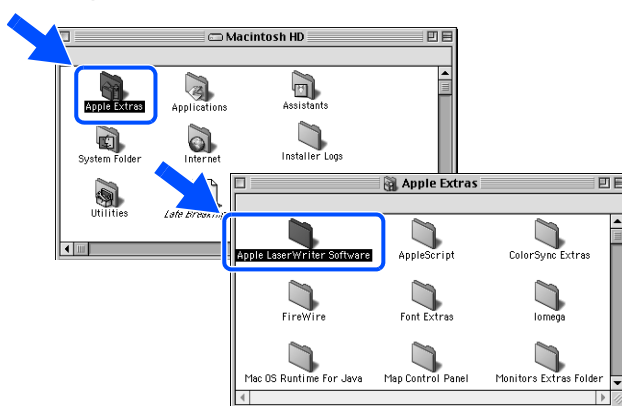 Macintosh HD
Apple Extras
Applications
Assistants
System Folder
Internet
Installer Logs
Utilities
Late
Apple Extras
Apple LaserWriter Software
AppleScript
ColorSync Extras
FireWire
Font Extras
Iomega
Mac OS Runtime For Java
Map Control Panel
Monitors Extras Folder